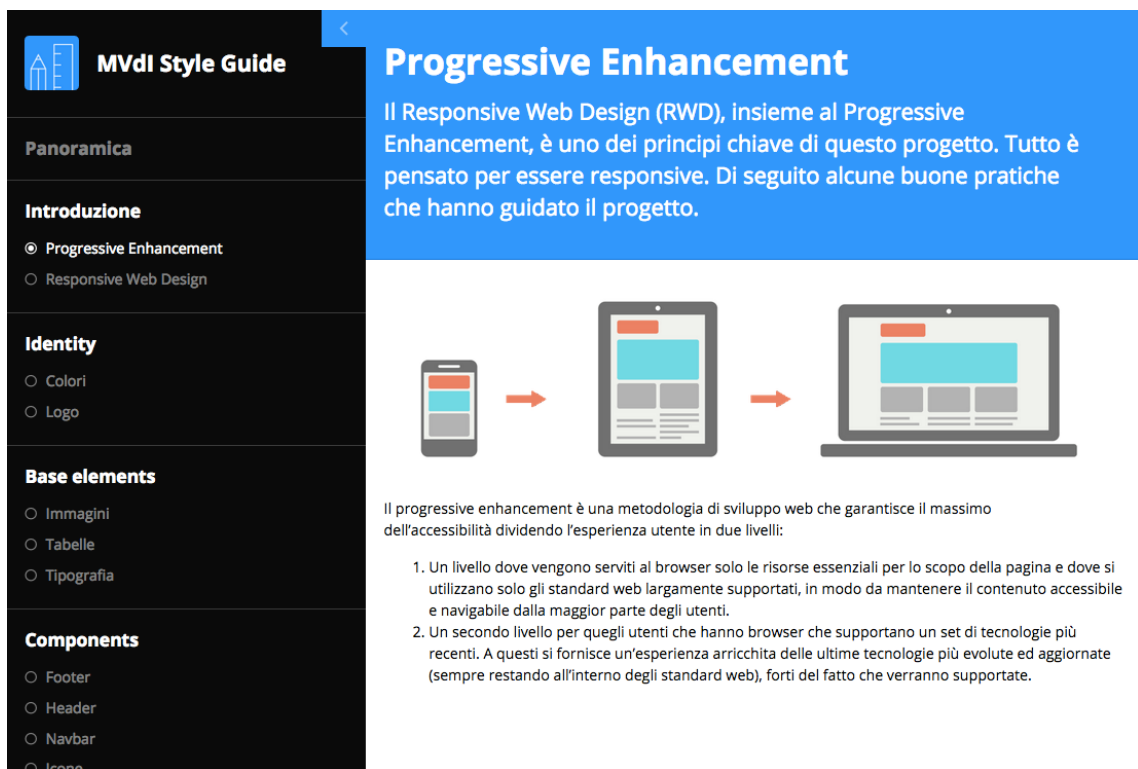 MVdI Style Guide
Panoramica
Introduzione
Progressive Enhancement
Responsive Web Design
Identity
Colori
Logo
Base elements
Immagini
Tabelle
Tipografia
Components
Footer
Header
Navbar
Icone
Progressive Enhancement
Il Responsive Web Design (RWD), insieme al Progressive
Enhancement, è uno dei principi chiave di questo progetto. Tutto è
pensato per essere responsive. Di seguito alcune buone pratiche
che hanno guidato il progetto.
Il progressive enhancement è una metodologia di sviluppo web che garantisce il massimo
dell’accessibilità dividendo l’esperienza utente in due livelli:
1. Un livello dove vengono serviti al browser solo le risorse essenziali per lo scopo della pagina e dove si
utilizzano solo gli standard web largamente supportati, in modo da mantenere il contenuto accessibile
e navigabile dalla maggior parte degli utenti.
2. Un secondo livello per quegli utenti che hanno browser che supportano un set di tecnologie più
recenti. A questi si fornisce un’esperienza arricchita delle ultime tecnologie più evolute ed aggiornate
(sempre restando all’interno degli standard web), forti del fatto che verranno supportate.